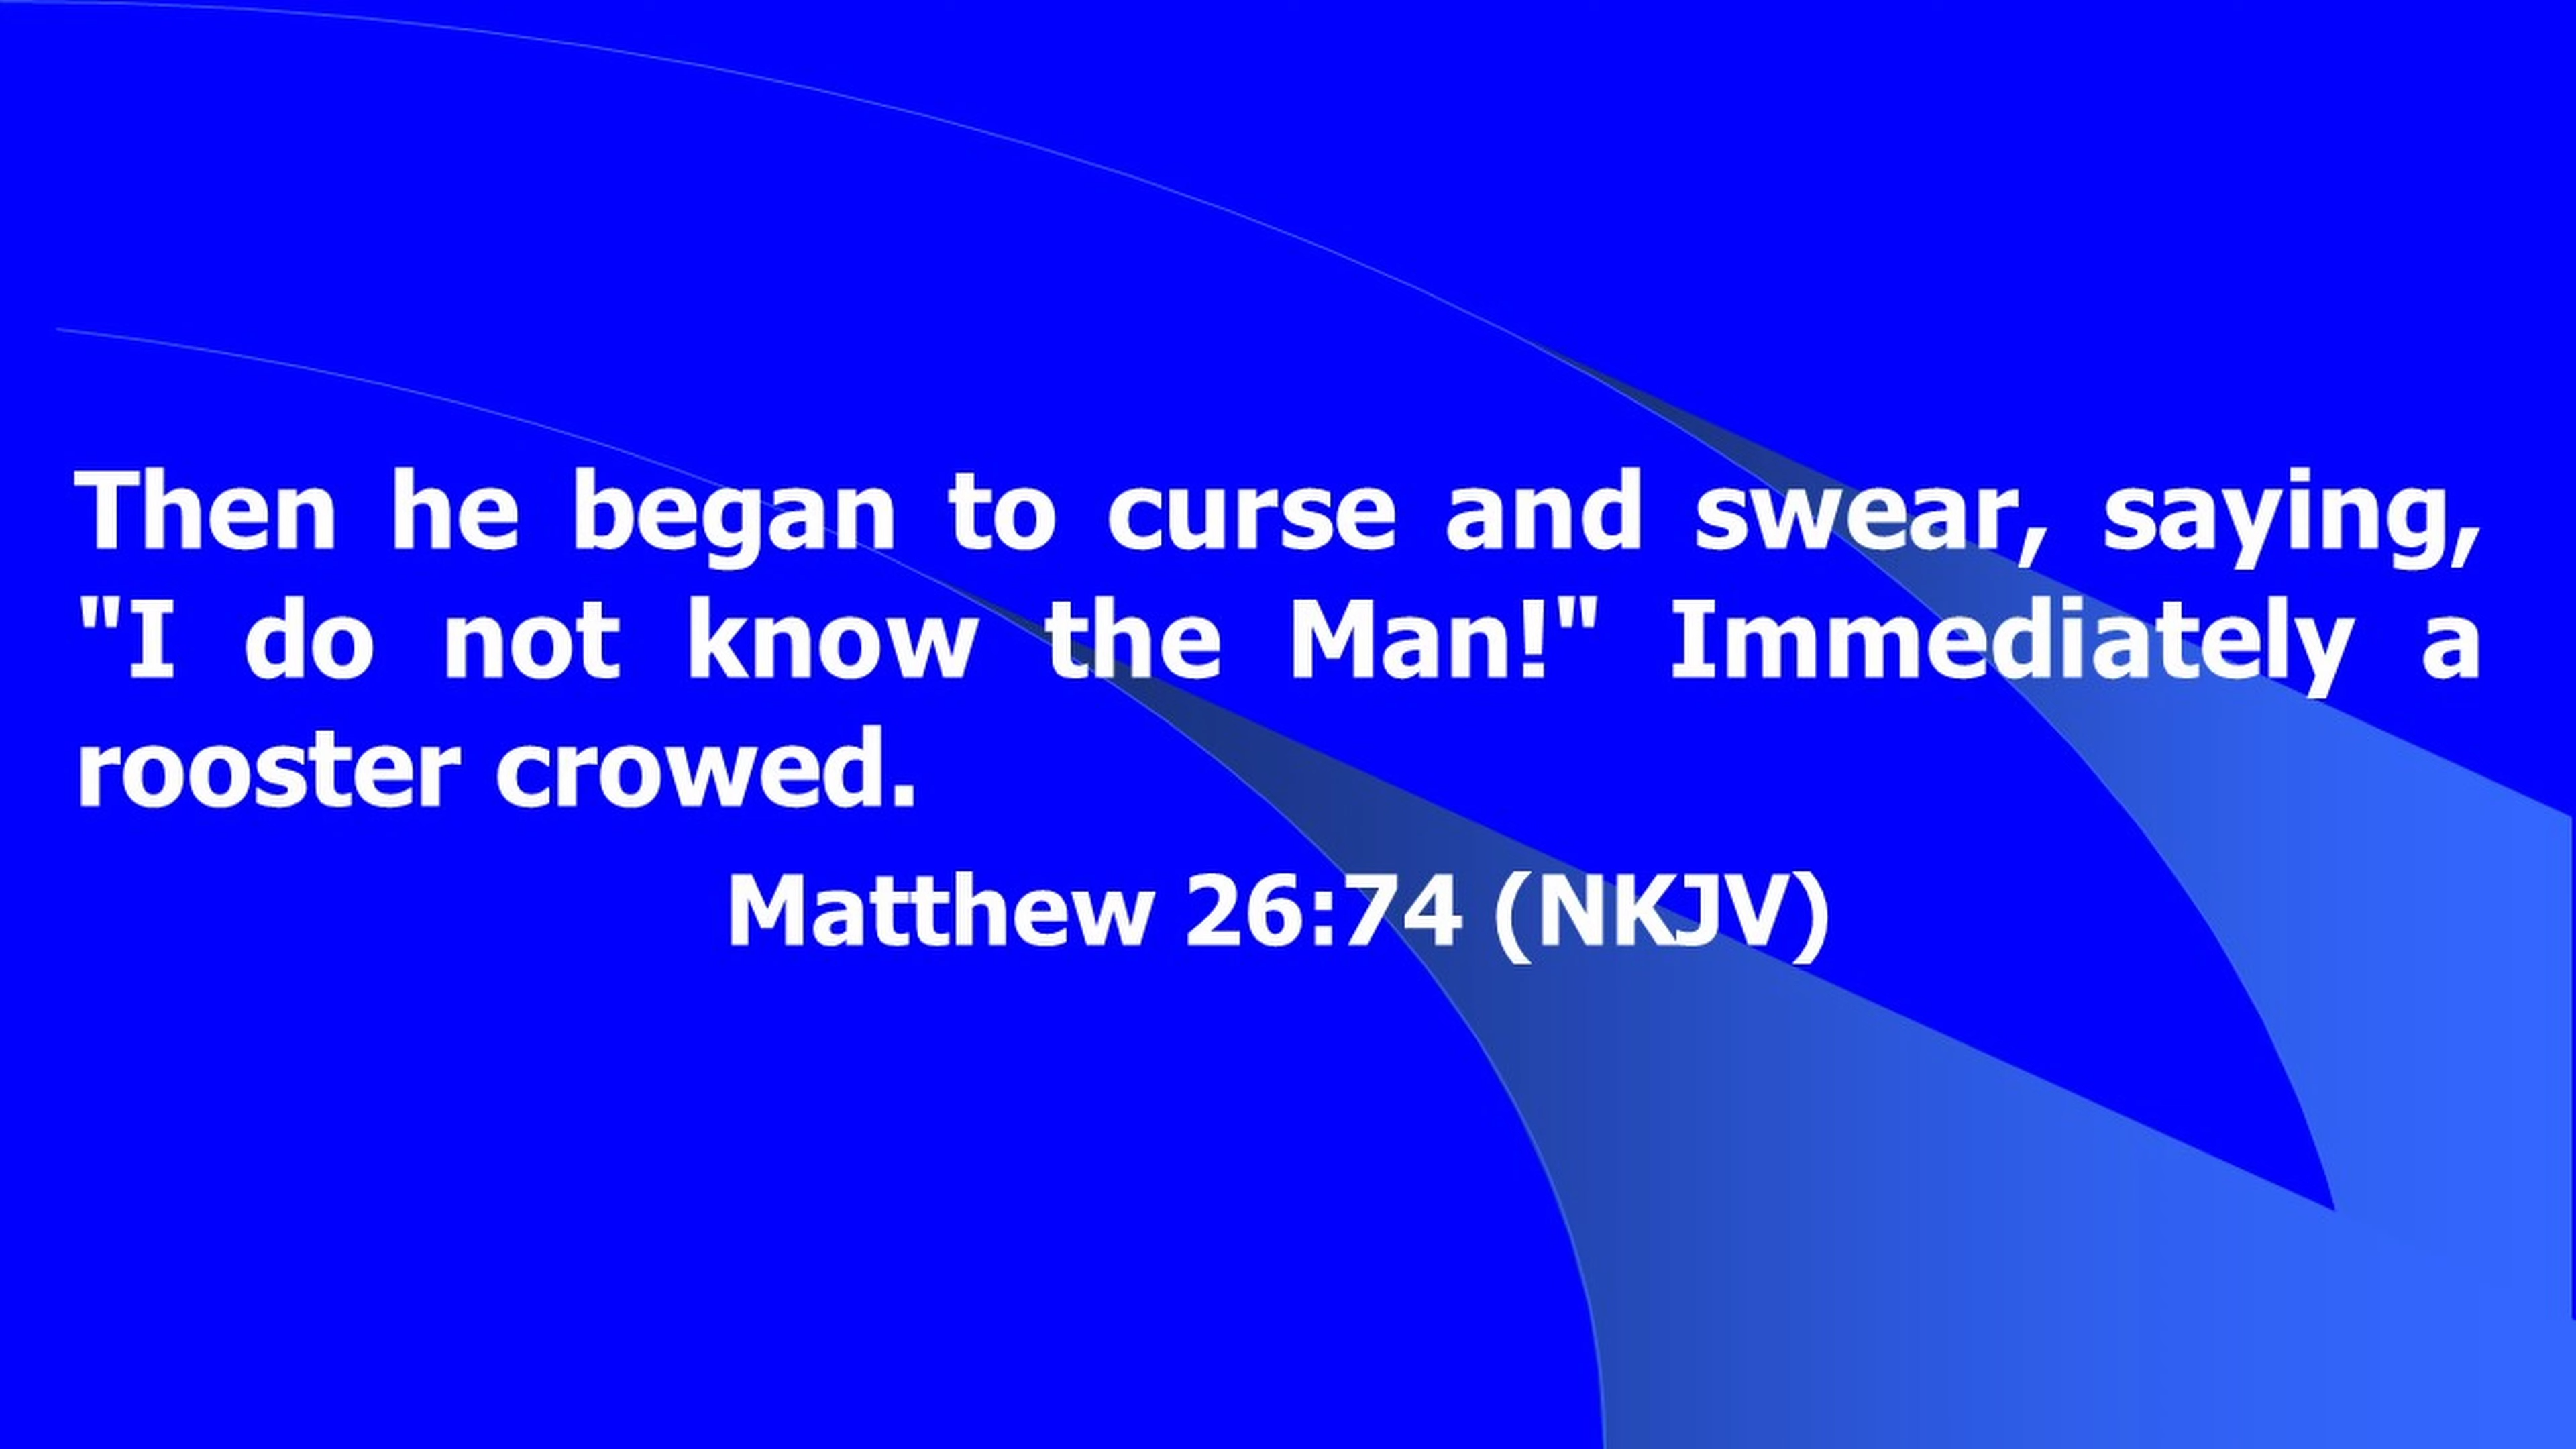 Then he began to curse and swear, saying,
"I do not know the Man!" Immediately a
rooster crowed.
Matthew 26:74 (NKJV)